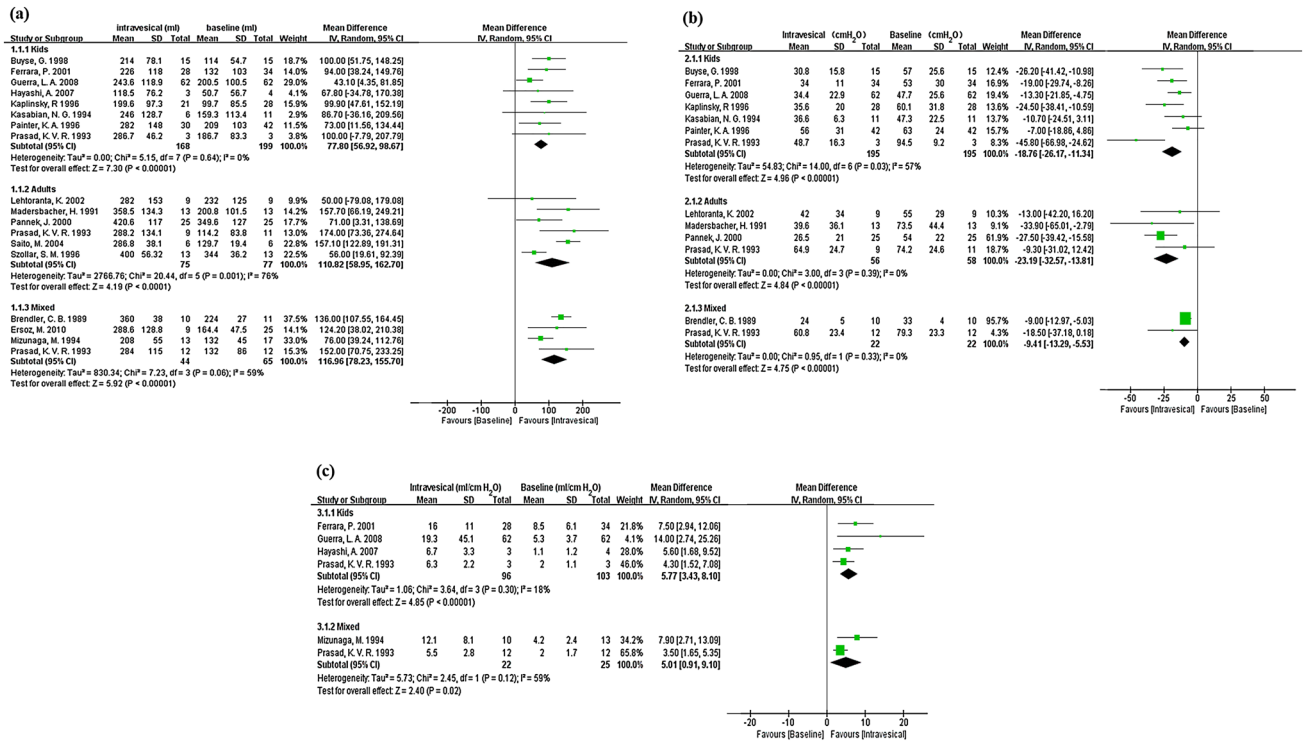 (a)
intravesical (ml) baseline (ml) Mean Difference Mean Difference
Study or Subgroup Mean SD Total Mean SD Total Weight IV, Random, 95% CI IV, Random, 95% CI
1.1.1 Kids
Buyse, G. 1998 214 78.1 15 114 54.7 15 18.7% 100.00 [51.75, 148.25]
Ferrara, P. 2001 226 118 28 132 103 34 14.2% 94.00 [38.24, 149.76]
Guerra, L. A. 2008 243.6 118.9 62 200.5 100.5 62 28.9% 43.10 [4.35, 81.85]
Hayashi, A. 2007 118.5 76.2 3 50.7 56.7 4 4.1% 67.80 [-34.78, 170.38]
Kaplinsky, R 1996 199.6 97.3 21 99.7 85.5 28 16.1% 99.90 [47.61, 152.19]
Kasabian, N. G. 1994 246 128.7 6 159.3 113.4 11 2.9% 86.70 [-36.16, 209.56]
Painter, K. A. 1996 282 148 30 209 103 42 11.4% 73.00 [11.56, 134.44]
Prasad, K. V. R. 1993 286.7 46.2 3 186.7 83.3 3 3.8% 100.00 [-7.79, 207.79]
Subtotal (95% CI) 168 199 100.0% 77.80 [56.92, 98.67]
Heterogeneity: Tau² = 0.00; Chi² = 5.15, df = 7 (P = 0.64); I² = 0%
Test for overall effect: Z = 7.30 (P < 0.00001)
1.1.2 Adults
Lehtoranta, K. 2002 282 153 9 232 125 9 9.9% 50.00 [-79.08, 179.08]
Madersbacher, H. 1991 358.5 134.3 13 200.8 101.5 13 14.2% 157.70 [66.19, 249.21]
Pannek, J. 2000 420.6 117 25 349.6 127 25 17.7% 71.00 [3.31, 138.69]
Prasad, K. V. R. 1993 288.2 134.1 9 114.2 83.8 11 13.0% 174.00 [73.36, 274.64]
Saito, M. 2004 286.8 38.1 6 129.7 19.4 6 22.8% 157.10 [122.89, 191.31]
Szollar, S. M. 1996 400 56.32 13 344 36.2 13 22.5% 56.00 [19.61, 92.39]
Subtotal (95% CI) 75 77 100.0% 110.82 [58.95, 162.70]
Heterogeneity: Tau² = 2766.76; Chi² = 20.44, df = 5 (P = 0.001); I² = 76%
Test for overall effect: Z = 4.19 (P < 0.0001)
1.1.3 Mixed
Brendler, C. B. 1989 360 38 10 224 27 11 37.5% 136.00 [107.55, 164.45]
Ersoz, M. 2010 288.6 128.8 9 164.4 47.5 25 14.1% 124.20 [38.02, 210.38]
Mizunaga, M. 1994 208 55 13 132 45 17 33.0% 76.00 [39.24, 112.76]
Prasad, K. V. R. 1993 284 115 12 132 86 12 15.4% 152.00 [70.75, 233.25]
Subtotal (95% CI) 44 65 100.0% 116.96 [78.23, 155.70]
Heterogeneity: Tau² = 830.34; Chi² = 7.23, df = 3 (P = 0.06); I² = 59%
Test for overall effect: Z = 5.92 (P < 0.00001)
-200 -100 0 100 200
Favours [Baseline] Favours [Intravesical]
(b)
Intravesical (cmH2O) Baseline (cmH2O) Mean Difference Mean Difference
Study or Subgroup Mean SD Total Mean SD Total Weight IV, Random, 95% CI IV, Random, 95% CI
2.1.1 Kids
Buyse, G. 1998 30.8 15.8 15 57 25.6 15 12.4% -26.20 [-41.42, -10.98]
Ferrara, P. 2001 34 11 34 53 30 34 17.6% -19.00 [-29.74, -8.26]
Guerra, L. A. 2008 34.4 22.9 62 47.7 25.6 62 20.5% -13.30 [-21.85, -4.75]
Kaplinsky, R 1996 35.6 20 28 60.1 31.8 28 13.7% -24.50 [-38.41, -10.59]
Kasabian, N. G. 1994 36.6 6.3 11 47.3 22.5 11 13.8% -10.70 [-24.51, 3.11]
Painter, K. A. 1996 56 31 42 63 24 42 16.1% -7.00 [-18.86, 4.86]
Prasad, K. V. R. 1993 48.7 16.3 3 94.5 9.2 3 8.0% -45.80 [-66.98, -24.62]
Subtotal (95% CI) 195 195 100.0% -18.76 [-26.17, -11.34]
Heterogeneity: Tau² = 54.83; Chi² = 14.00, df = 6 (P = 0.03); I² = 57%
Test for overall effect: Z = 4.96 (P < 0.00001)
2.1.2 Adults
Lehtoranta, K. 2002 42 34 9 55 29 9 10.3% -13.00 [-42.20, 16.20]
Madersbacher, H. 1991 39.6 36.1 13 73.5 44.4 13 9.1% -33.90 [-65.01, -2.79]
Pannek, J. 2000 26.5 21 25 54 22 25 61.9% -27.50 [-39.42, -15.58]
Prasad, K. V. R. 1993 64.9 24.7 9 74.2 24.6 11 18.7% -9.30 [-31.02, 12.42]
Subtotal (95% CI) 56 58 100.0% -23.19 [-32.57, -13.81]
Heterogeneity: Tau² = 0.00; Chi² = 3.00, df = 3 (P = 0.39); I² = 0%
Test for overall effect: Z = 4.84 (P < 0.00001)
2.1.3 Mixed
Brendler, C. B. 1989 24 5 10 33 4 10 95.7% -9.00 [-12.97, -5.03]
Prasad, K. V. R. 1993 60.8 23.4 12 79.3 23.3 12 4.3% -18.50 [-37.18, 0.18]
Subtotal (95% CI) 22 22 100.0% -9.41 [-13.29, -5.53]
Heterogeneity: Tau² = 0.00; Chi² = 0.95, df = 1 (P = 0.33); I² = 0%
Test for overall effect: Z = 4.75 (P < 0.00001)
-50 -25 0 25 50
Favours [Intravesical] Favours [Baseline]
(c)
Intravesical (ml/cm H2O) Baseline (ml/cm H2O) Mean Difference Mean Difference
Study or Subgroup Mean SD Total Mean SD Total Weight IV, Random, 95% CI IV, Random, 95% CI
3.1.1 Kids
Ferrara, P. 2001 16 11 28 8.5 6.1 34 21.8% 7.50 [2.94, 12.06]
Guerra, L. A. 2008 19.3 45.1 62 5.3 3.7 62 4.1% 14.00 [2.74, 25.26]
Hayashi, A. 2007 6.7 3.3 3 1.1 1.2 4 28.0% 5.60 [1.68, 9.52]
Prasad, K. V. R. 1993 6.3 2.2 3 2 1.1 3 46.0% 4.30 [1.52, 7.08]
Subtotal (95% CI) 96 103 100.0% 5.77 [3.43, 8.10]
Heterogeneity: Tau² = 1.06; Chi² = 3.64, df = 3 (P = 0.30); I² = 18%
Test for overall effect: Z = 4.85 (P < 0.00001)
3.1.2 Mixed
Mizunaga, M. 1994 12.1 8.1 10 4.2 2.4 13 34.2% 7.90 [2.71, 13.09]
Prasad, K. V. R. 1993 5.5 2.8 12 2 1.7 12 65.8% 3.50 [1.65, 5.35]
Subtotal (95% CI) 22 25 100.0% 5.01 [0.91, 9.10]
Heterogeneity: Tau² = 5.73; Chi² = 2.45, df = 1 (P = 0.12); I² = 59%
Test for overall effect: Z = 2.40 (P = 0.02)
-20 -10 0 10 20
Favours [Baseline] Favours [Intravesical]